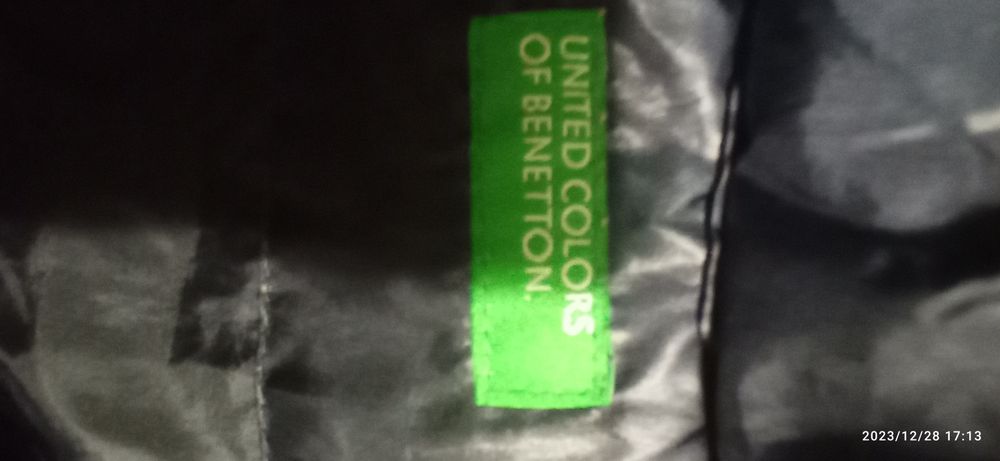 UNITED COLORS
OF BENETTON.
2023/12/28 17:13